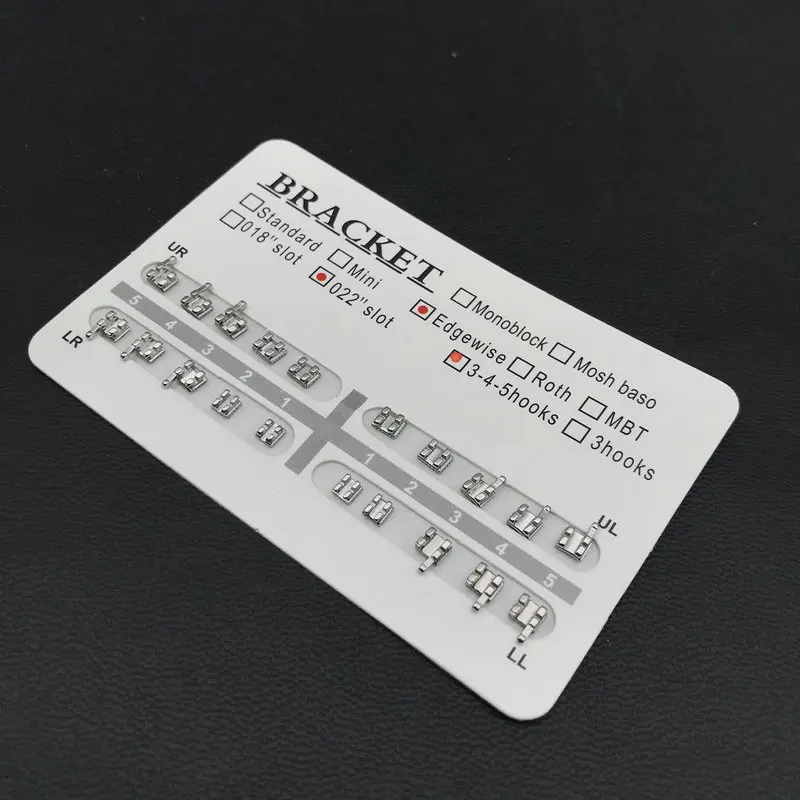 BRACKET
Standard Mini Monoblock Mosh baso
018"slot 022"slot Edgewise Roth MBT
3-4-5hooks 3hooks
UR
UL
5 4 3 2 1 1 2 3 4 5
LR
LL